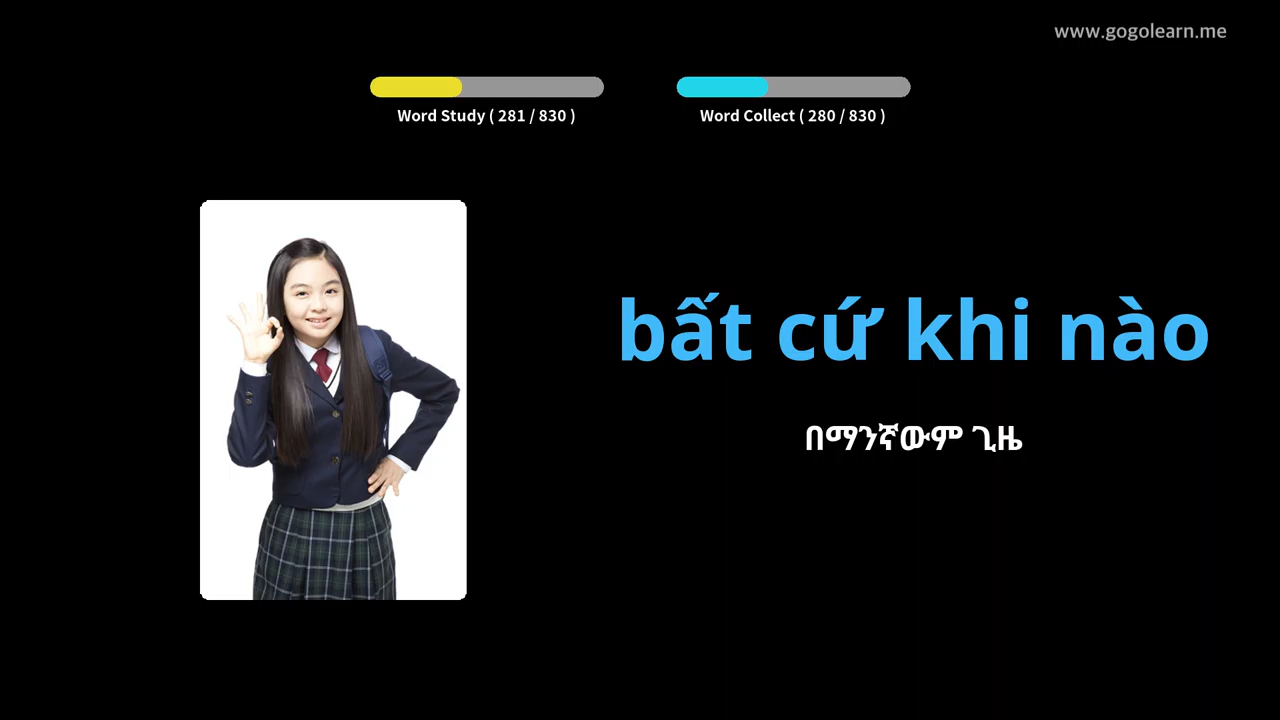 www.gogolearn.me
Word Study ( 281 / 830 )
Word Collect ( 280 / 830 )
bất cứ khi nào
በማንኛውም ጊዜ